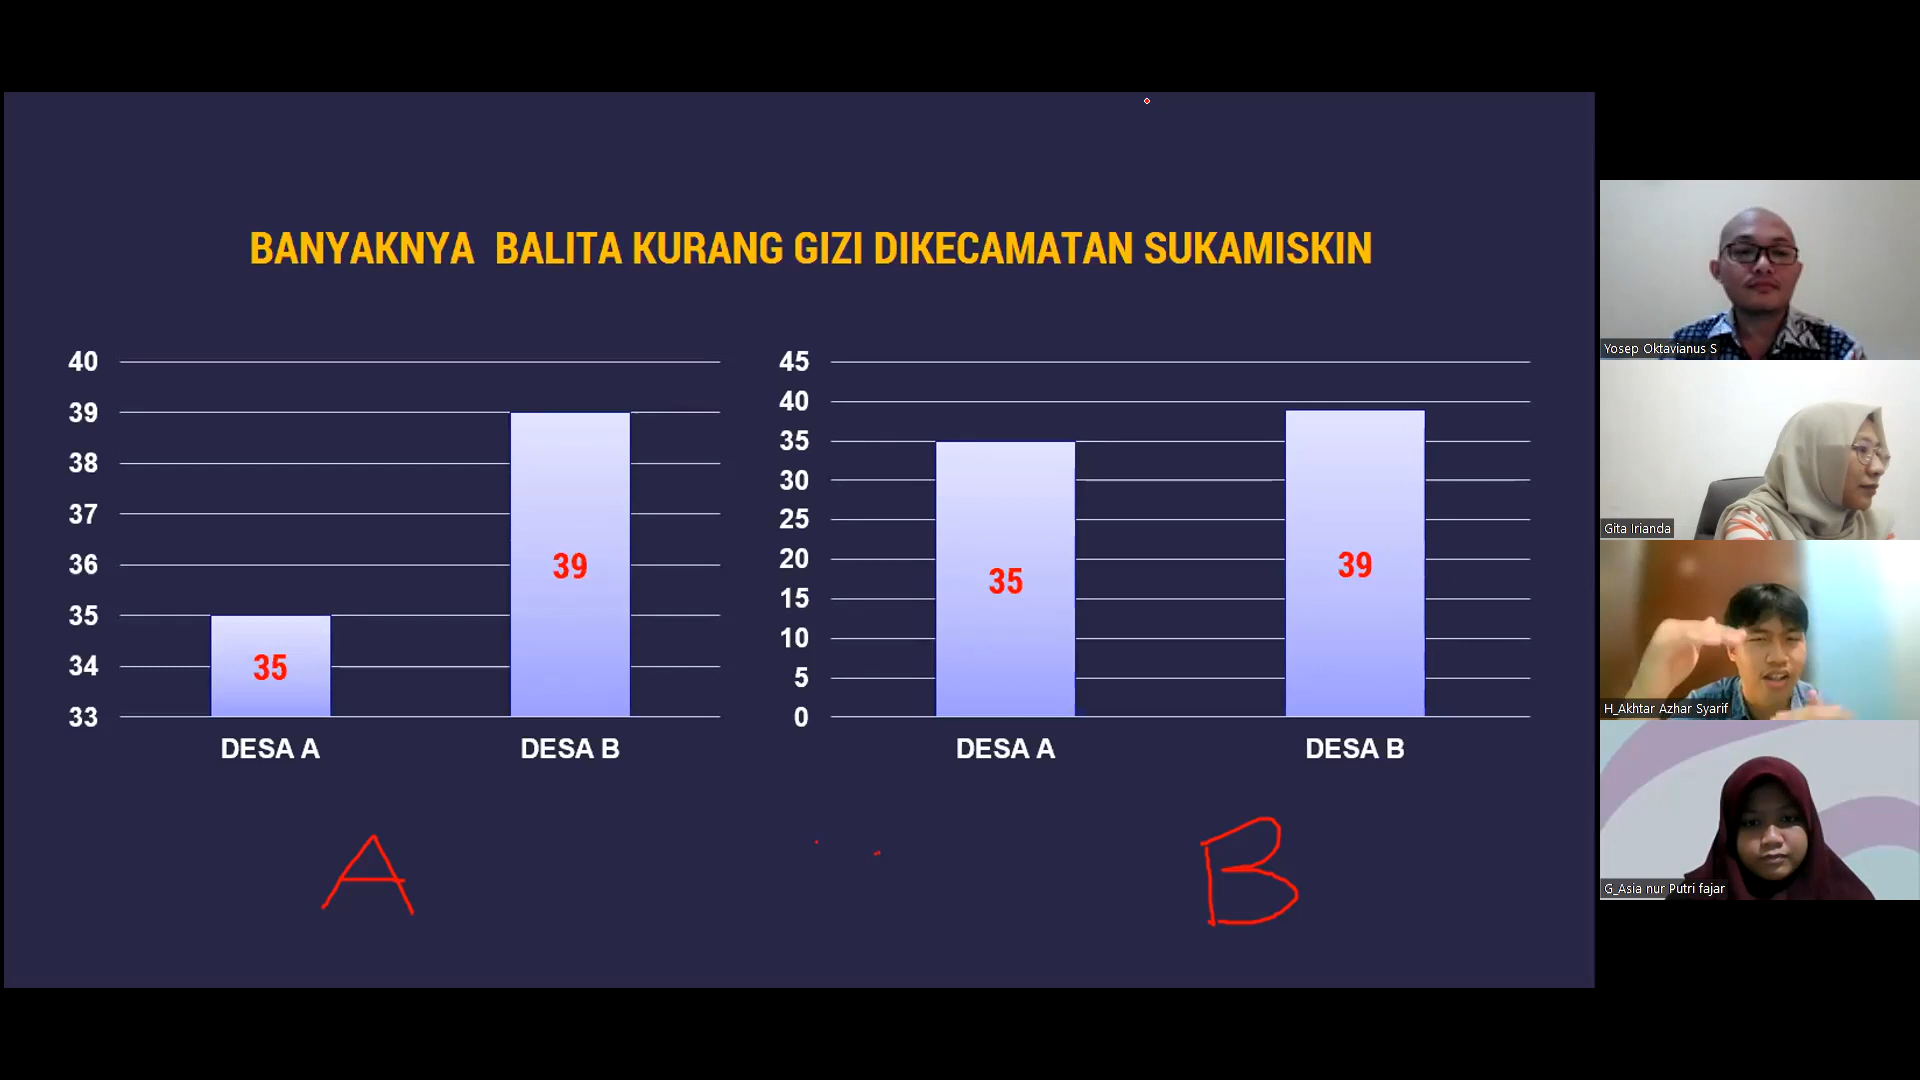 BANYAKNYA  BALITA KURANG GIZI DIKECAMATAN SUKAMISKIN
40
39
38
37
36
35
34
33
35
39
DESA A
DESA B
A
45
40
35
30
25
20
15
10
5
0
35
39
DESA A
DESA B
B
Yosep Oktavianus S
Gita Irianda
H_Akhtar Azhar Syarif
G_Asia nur Putri fajar